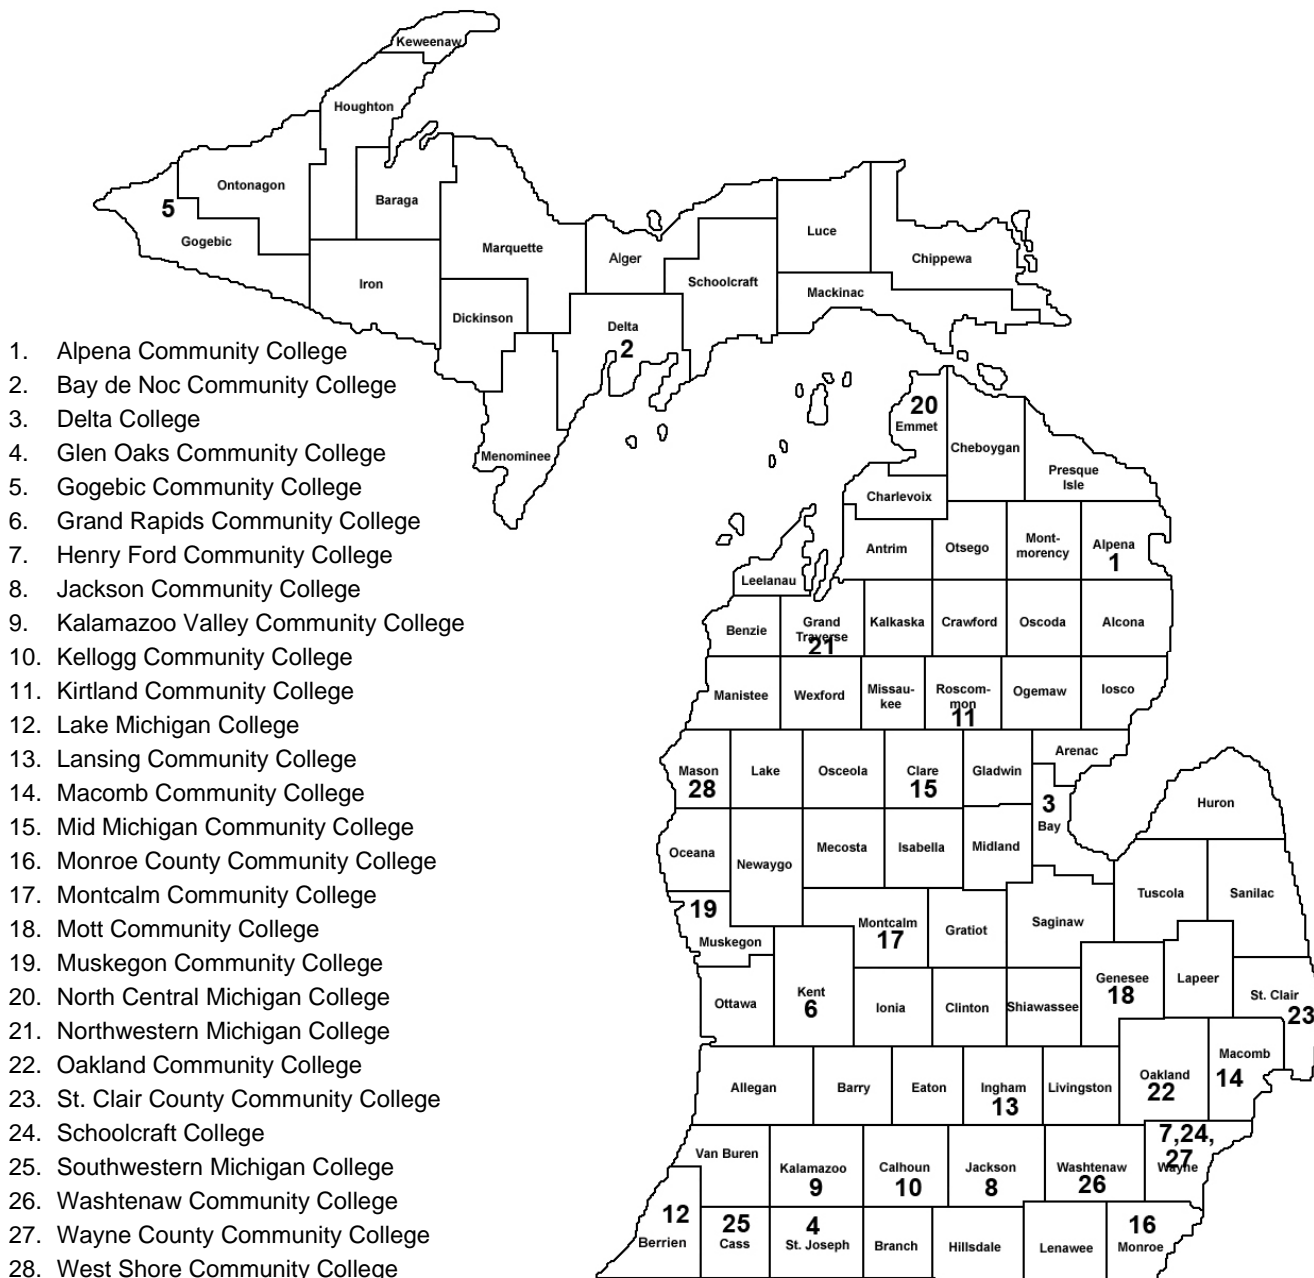 Keweenaw
Houghton
Ontonagon
Baraga
5
Gogebic
Marquette
Alger
Luce
Chippewa
Iron
Schoolcraft
Mackinac
Dickinson
Delta
2
Menominee
1. Alpena Community College
2. Bay de Noc Community College
3. Delta College
4. Glen Oaks Community College
5. Gogebic Community College
6. Grand Rapids Community College
7. Henry Ford Community College
8. Jackson Community College
9. Kalamazoo Valley Community College
10. Kellogg Community College
11. Kirtland Community College
12. Lake Michigan College
13. Lansing Community College
14. Macomb Community College
15. Mid Michigan Community College
16. Monroe County Community College
17. Montcalm Community College
18. Mott Community College
19. Muskegon Community College
20. North Central Michigan College
21. Northwestern Michigan College
22. Oakland Community College
23. St. Clair County Community College
24. Schoolcraft College
25. Southwestern Michigan College
26. Washtenaw Community College
27. Wayne County Community College
28. West Shore Community College
20
Emmet
Cheboygan
Presque
Isle
Charlevoix
Antrim
Otsego
Mont-
morency
Alpena
1
Leelanau
Benzie
Grand
Traverse
21
Kalkaska
Crawford
Oscoda
Alcona
Manistee
Wexford
Missau-
kee
Roscom-
mon
11
Ogemaw
Iosco
Mason
28
Lake
Osceola
Clare
15
Gladwin
Arenac
3
Bay
Huron
Oceana
Newaygo
Mecosta
Isabella
Midland
Tuscola
Sanilac
19
Muskegon
Montcalm
17
Gratiot
Saginaw
Ottawa
Kent
6
Ionia
Clinton
Shiawassee
Genesee
18
Lapeer
St. Clair
23
Allegan
Barry
Eaton
Ingham
13
Livingston
Oakland
22
Macomb
14
Van Buren
Kalamazoo
9
Calhoun
10
Jackson
8
Washtenaw
26
7,24,
27
Wayne
12
Berrien
25
Cass
4
St. Joseph
Branch
Hillsdale
Lenawee
16
Monroe